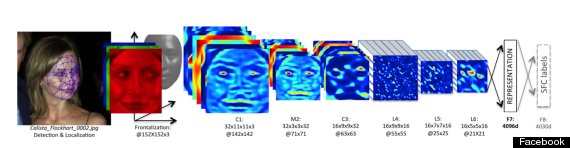 Calista_Flockhart_0002.jpg
Detection & Localization
Frontalization:
@152X152x3
C1:
32x11x11x3
@142x142
M2:
32x3x3x32
@71x71
C3:
16x9x9x32
@63x63
L4:
16x9x9x16
@55x55
L5:
16x7x7x16
@25x25
L6:
16x5x5x16
@21X21
REPRESENTATION
F7:
4096d
SFC labels
F8:
4030d
Facebook